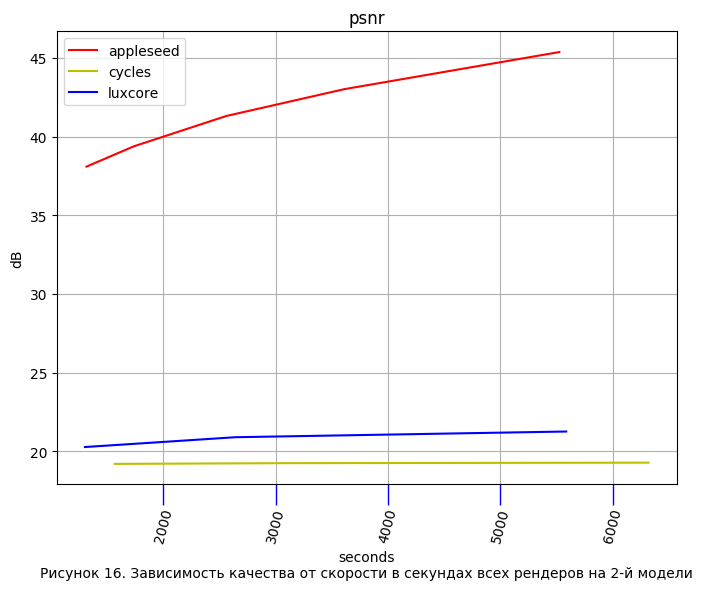 psnr
appleseed
cycles
luxcore
45
40
35
30
25
20
dB
2000
3000
4000
5000
6000
seconds
Рисунок 16. Зависимость качества от скорости в секундах всех рендеров на 2-й модели